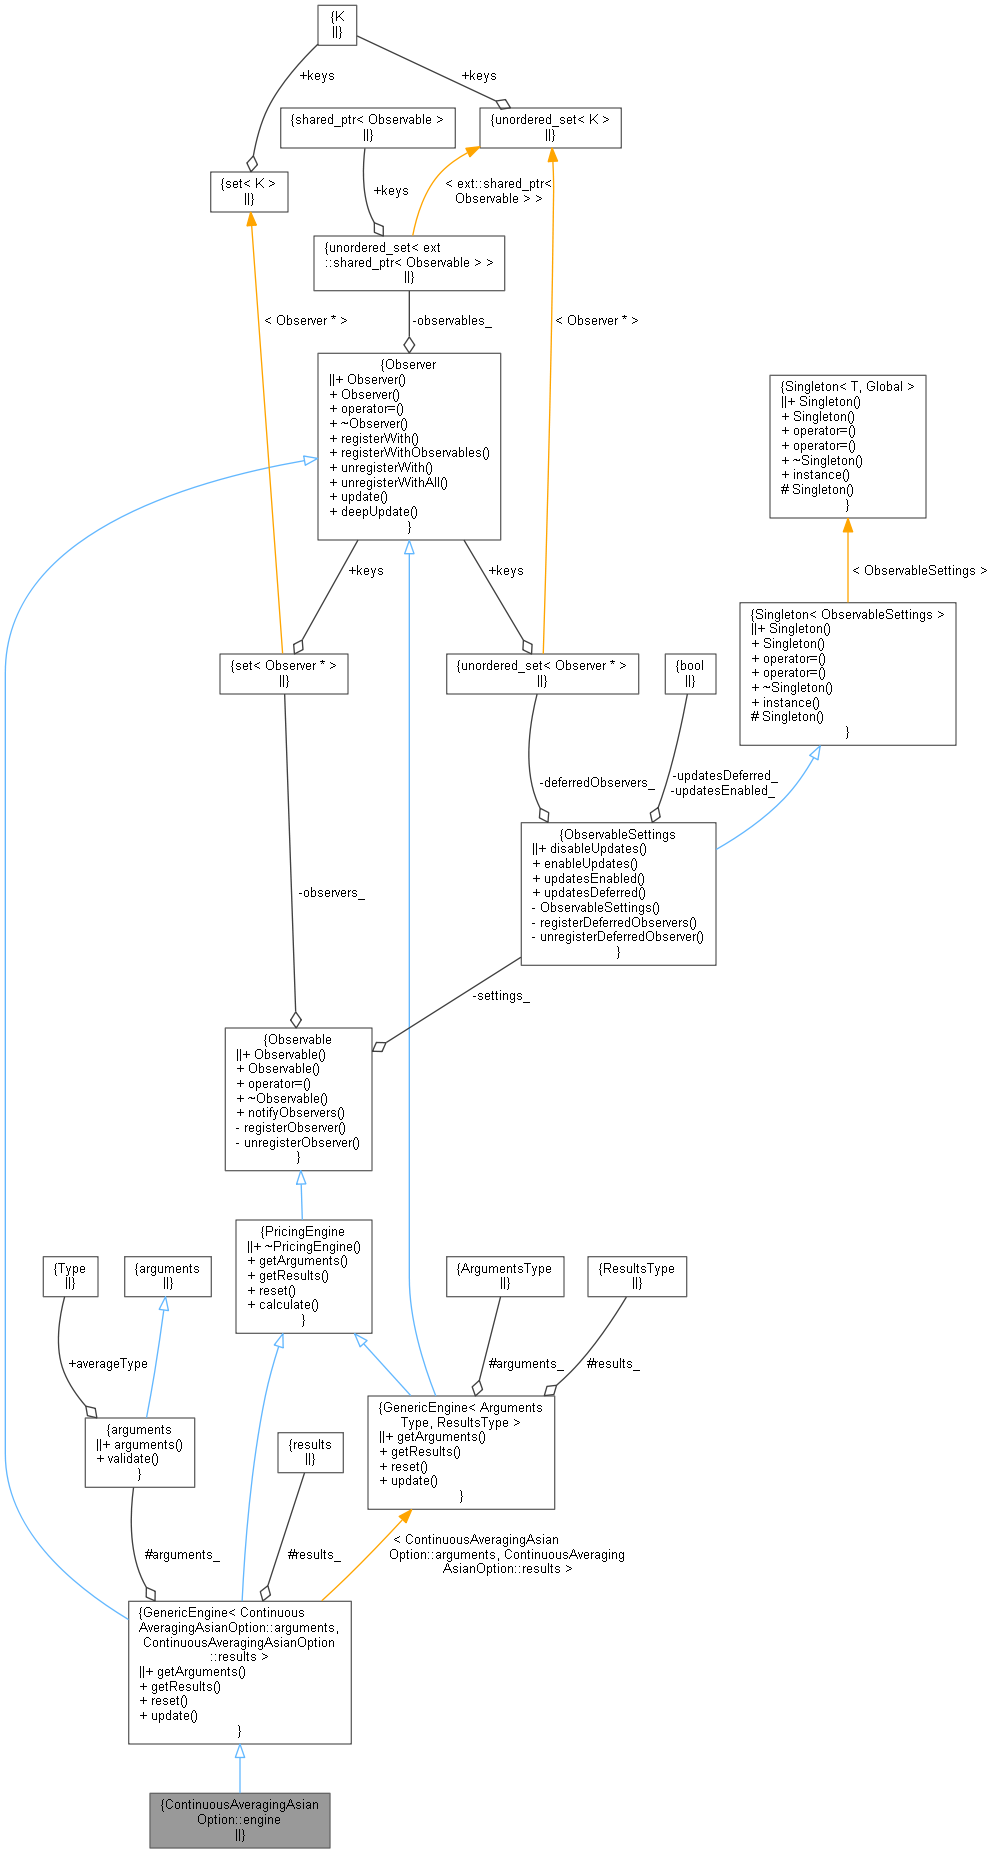 {K
||}
+keys
+keys
{shared_ptr< Observable >
||}
{unordered_set< K >
||}
{set< K >
||}
+keys
< ext::shared_ptr<
Observable > >
{unordered_set< ext
::shared_ptr< Observable > >
||}
< Observer * >
-observables_
< Observer * >
{Observer
||+ Observer()
+ Observer()
+ operator=()
+ ~Observer()
+ registerWith()
+ registerWithObservables()
+ unregisterWith()
+ unregisterWithAll()
+ update()
+ deepUpdate()
}
{Singleton< T, Global >
||+ Singleton()
+ Singleton()
+ operator=()
+ operator=()
+ ~Singleton()
+ instance()
# Singleton()
}
+keys
+keys
< ObservableSettings >
{Singleton< ObservableSettings >
||+ Singleton()
+ Singleton()
+ operator=()
+ operator=()
+ ~Singleton()
+ instance()
# Singleton()
}
{set< Observer * >
||}
{unordered_set< Observer * >
||}
{bool
||}
-deferredObservers_
-updatesDeferred_
-updatesEnabled_
{ObservableSettings
||+ disableUpdates()
+ enableUpdates()
+ updatesEnabled()
+ updatesDeferred()
- ObservableSettings()
- registerDeferredObservers()
- unregisterDeferredObserver()
}
-observers_
-settings_
{Observable
||+ Observable()
+ Observable()
+ operator=()
+ ~Observable()
+ notifyObservers()
- registerObserver()
- unregisterObserver()
}
{PricingEngine
||+ ~PricingEngine()
+ getArguments()
+ getResults()
+ reset()
+ calculate()
}
{Type
||}
{arguments
||}
{ArgumentsType
||}
{ResultsType
||}
+averageType
#arguments_
#results_
{arguments
||+ arguments()
+ validate()
}
{results
||}
{GenericEngine< Arguments
Type, ResultsType >
||+ getArguments()
+ getResults()
+ reset()
+ update()
}
#arguments_
#results_
< ContinuousAveragingAsian
Option::arguments, ContinuousAveraging
AsianOption::results >
{GenericEngine< Continuous
AveragingAsianOption::arguments,
ContinuousAveragingAsianOption
::results >
||+ getArguments()
+ getResults()
+ reset()
+ update()
}
{ContinuousAveragingAsian
Option::engine
||}